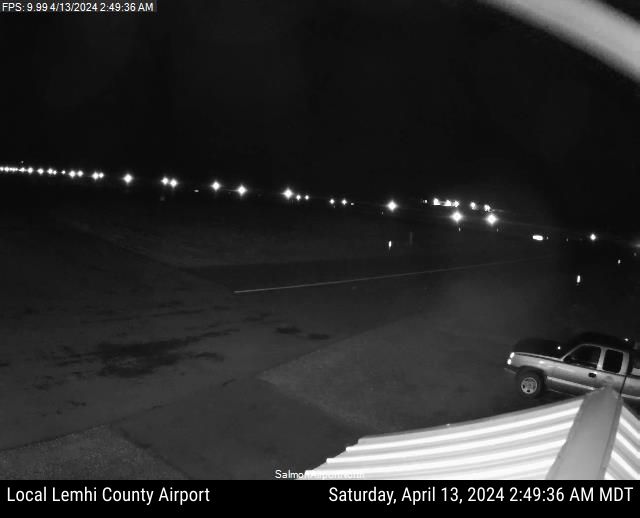 FPS: 9.99 4/13/2024 2:49:36 AM
SalmonAirportNorth
Local Lemhi County Airport
Saturday, April 13, 2024 2:49:36 AM MDT